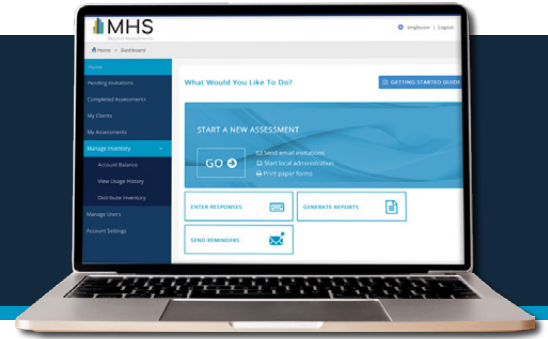 MHS
Home > Dashboard
singhcom | Logout
Home
Pending Invitations
Completed Assessments
My Clients
My Assessments
Manage Inventory
Account Balance
View Usage History
Distribute Inventory
Manage Users
Account Settings
What Would You Like To Do?
GETTING STARTED GUIDE
START A NEW ASSESSMENT
GO
Send email invitations
Start local administration
Print paper forms
ENTER RESPONSES
GENERATE REPORTS
SEND REMINDERS